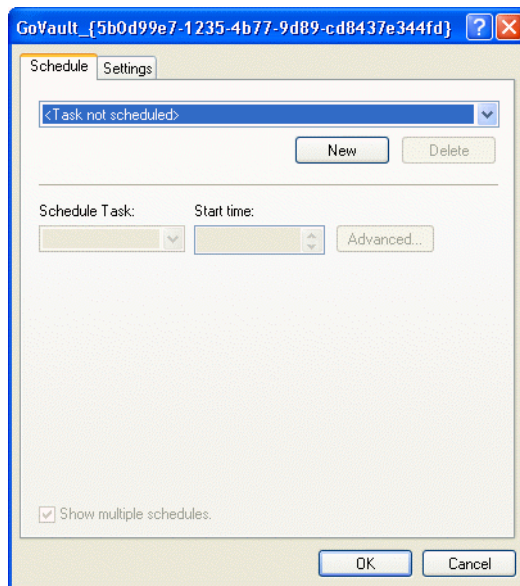 GoVault_{5b0d99e7-1235-4b77-9d89-cd8437e344fd}
Schedule Settings
<Task not scheduled>
New Delete
Schedule Task: Start time:
Advanced...
Show multiple schedules.
OK Cancel